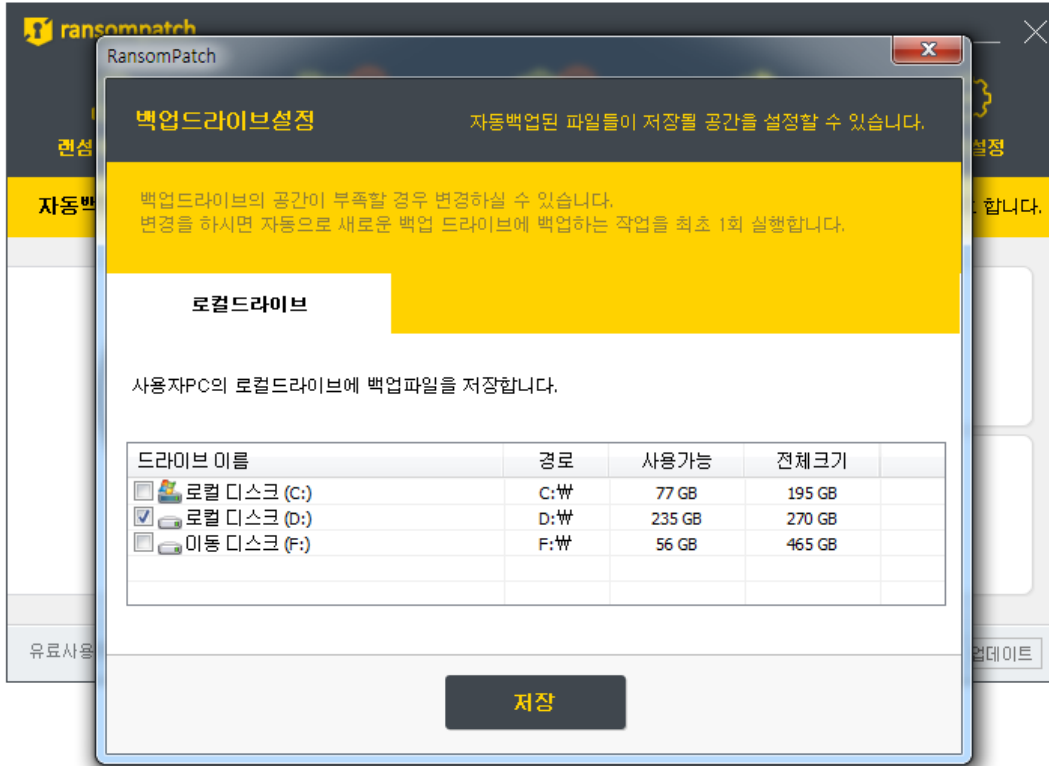 ransompatch
RansomPatch
백업드라이브설정
자동백업된 파일들이 저장될 공간을 설정할 수 있습니다.
랜섬
설정
자동백
합니다.
백업드라이브의 공간이 부족할 경우 변경하실 수 있습니다.
변경을 하시면 자동으로 새로운 백업 드라이브에 백업하는 작업을 최초 1회 실행합니다.
로컬드라이브
사용자PC의 로컬드라이브에 백업파일을 저장합니다.
드라이브 이름 경로 사용가능 전체크기
로컬 디스크 (C:) C:₩ 77 GB 195 GB
로컬 디스크 (D:) D:₩ 235 GB 270 GB
이동 디스크 (F:) F:₩ 56 GB 465 GB
유료사용
업데이트
저장